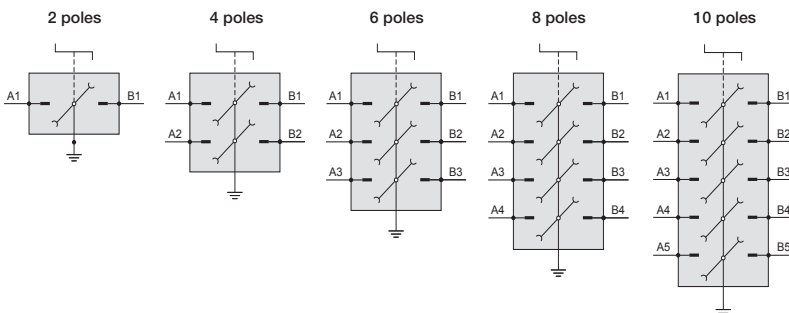 2 poles 4 poles 6 poles 8 poles 10 poles
A1 B1 A1 B1 A1 B1 A1 B1 A1 B1
A2 B2 A2 B2 A2 B2 A2 B2
A3 B3 A3 B3 A3 B3
A4 B4 A4 B4
A5 B5